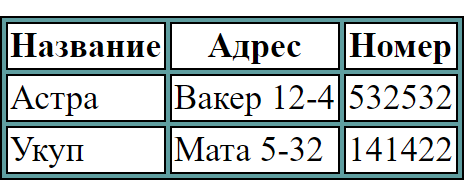 Название Адрес Номер
Астра Вакер 12-4 532532
Укуп Мата 5-32 141422